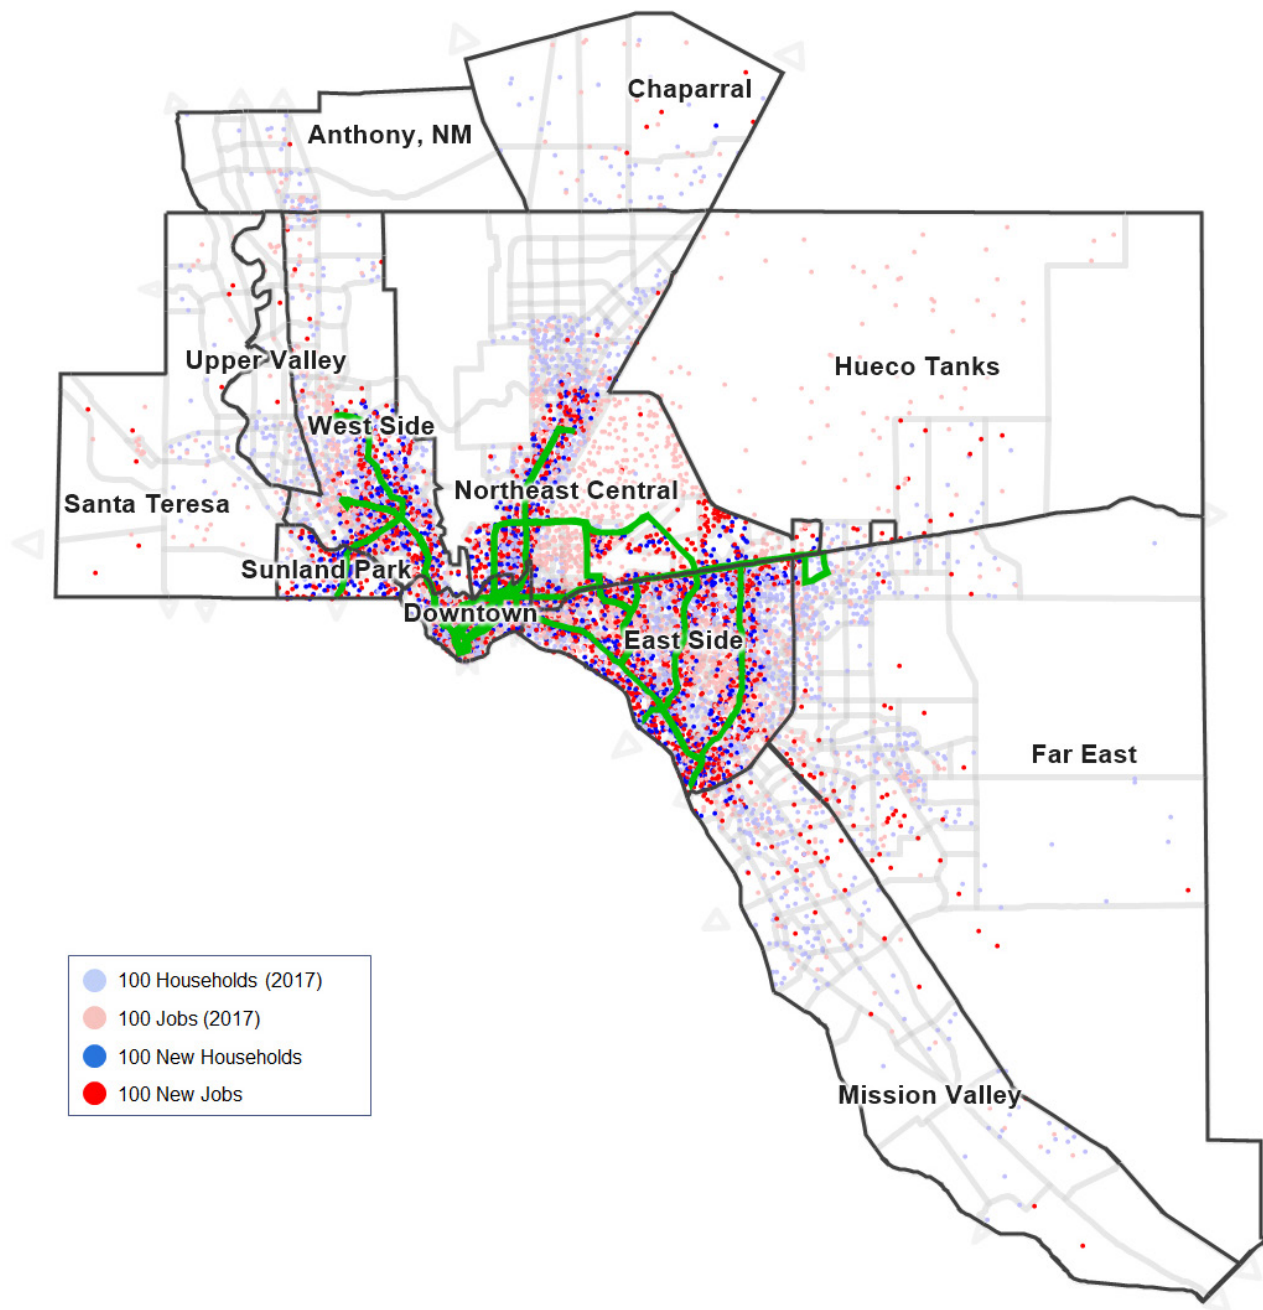 Chaparral
Anthony, NM
Upper Valley
Hueco Tanks
West Side
Northeast Central
Santa Teresa
Sunland Park
Downtown
East Side
Far East
Mission Valley
100 Households (2017)
100 Jobs (2017)
100 New Households
100 New Jobs